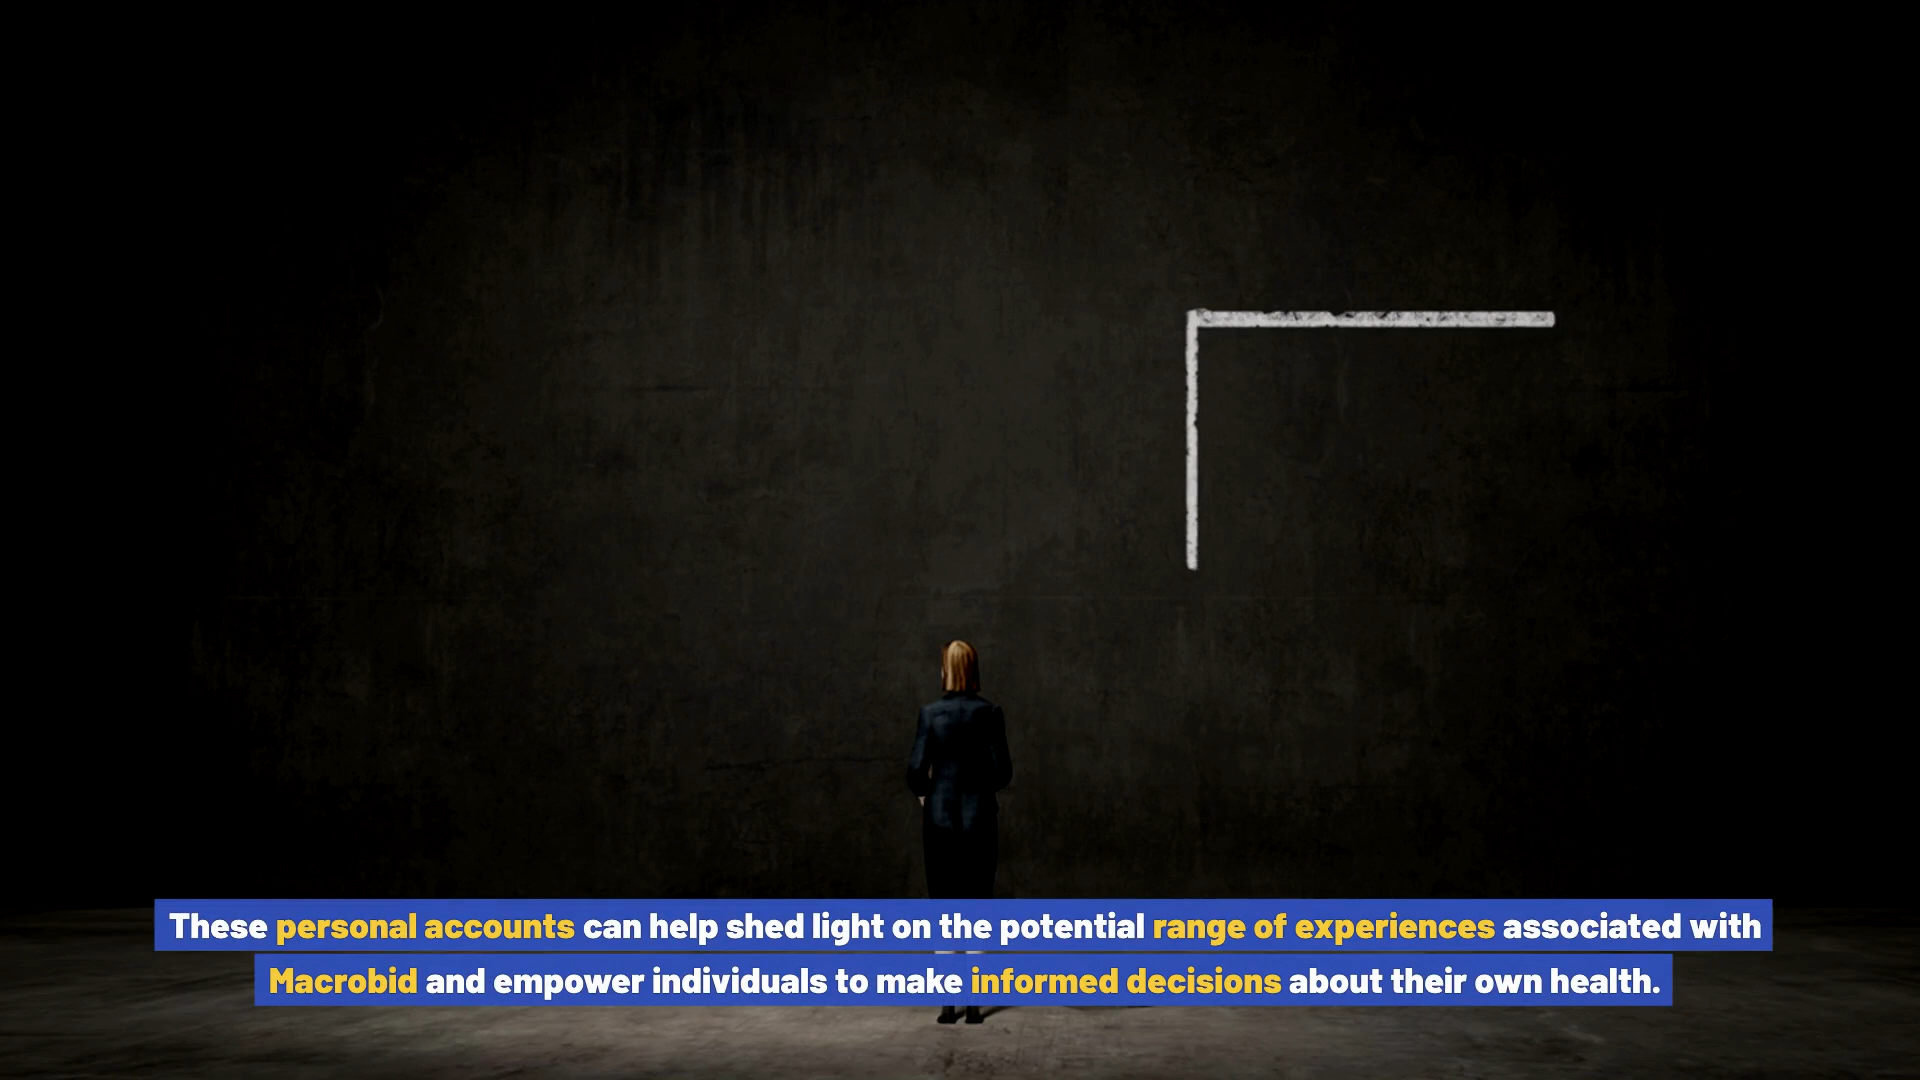 These personal accounts can help shed light on the potential range of experiences associated with
Macrobid and empower individuals to make informed decisions about their own health.